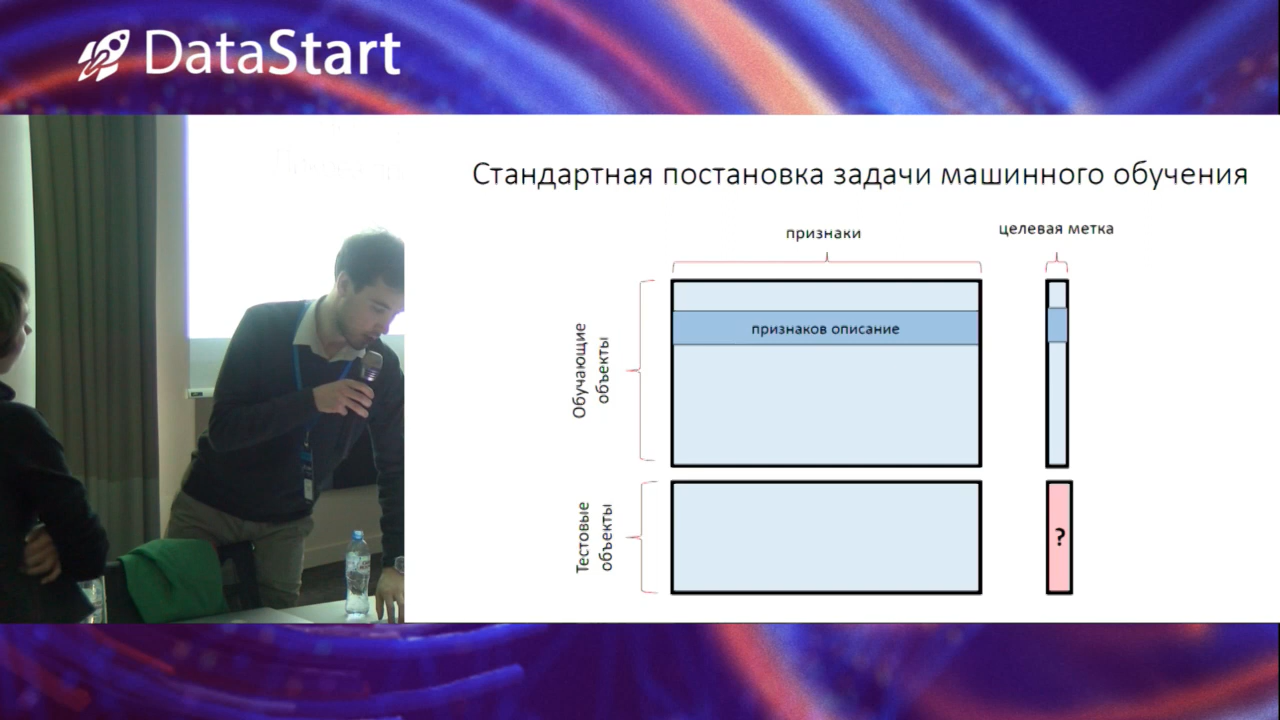 DataStart
Стандартная постановка задачи машинного обучения
признаки
целевая метка
признаков описание
Обучающие
объекты
Тестовые
объекты
?